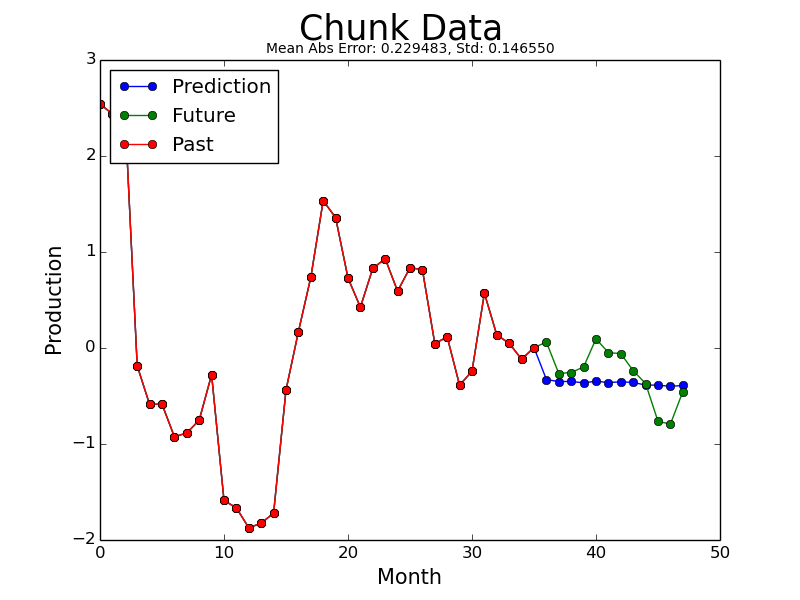 Chunk Data
Mean Abs Error: 0.229483, Std: 0.146550
Prediction
Future
Past
Production
3
2
1
0
−1
−2
0 10 20 30 40 50
Month